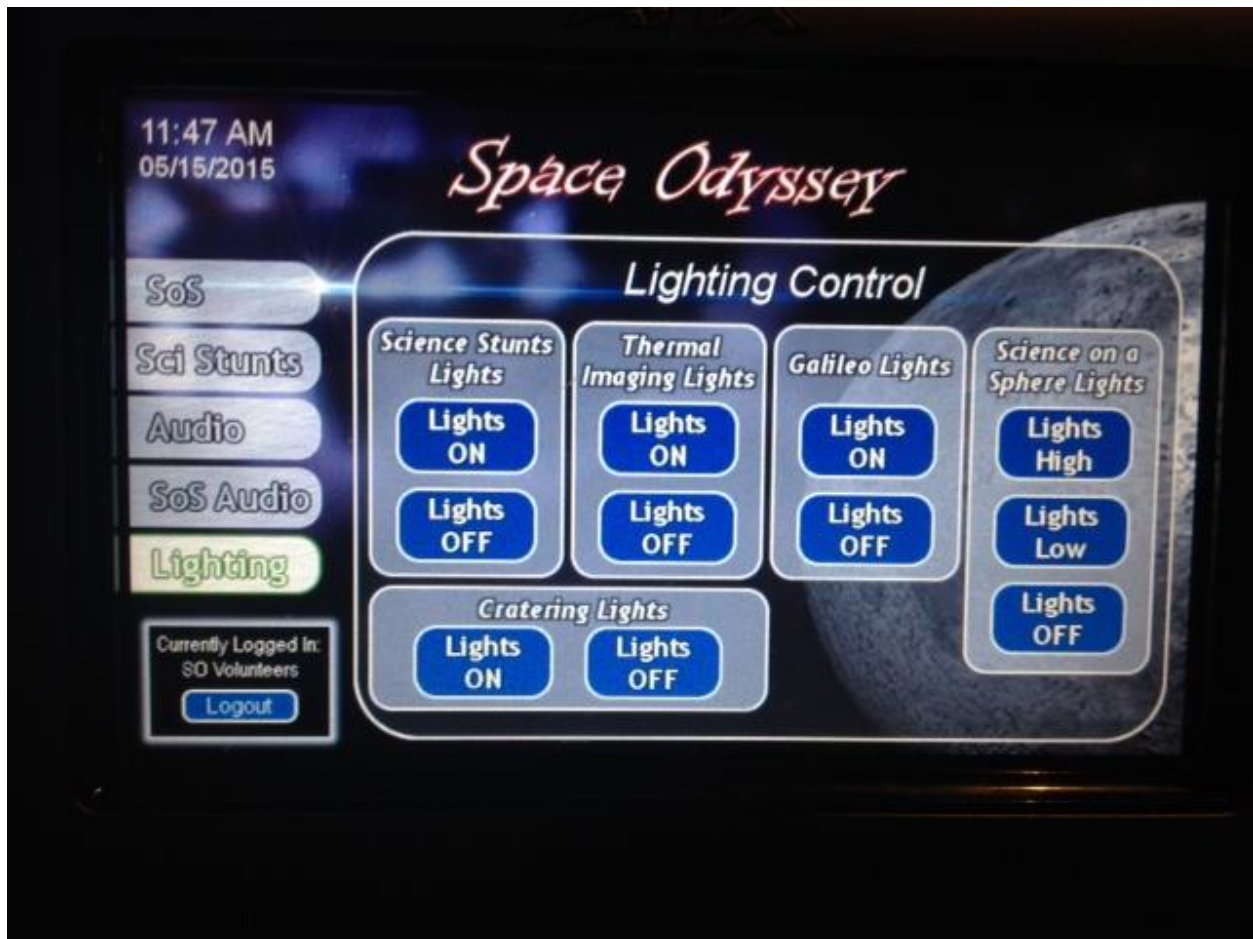 11:47 AM
05/15/2015
Space Odyssey
SoS
Sci Stunts
Audio
SoS Audio
Lighting
Currently Logged In:
SO Volunteers
Logout
Lighting Control
Science Stunts
Lights
Lights
ON
Lights
OFF
Thermal
Imaging Lights
Lights
ON
Lights
OFF
Galileo Lights
Lights
ON
Lights
OFF
Science on a
Sphere Lights
Lights
High
Lights
Low
Lights
OFF
Cratering Lights
Lights
ON
Lights
OFF